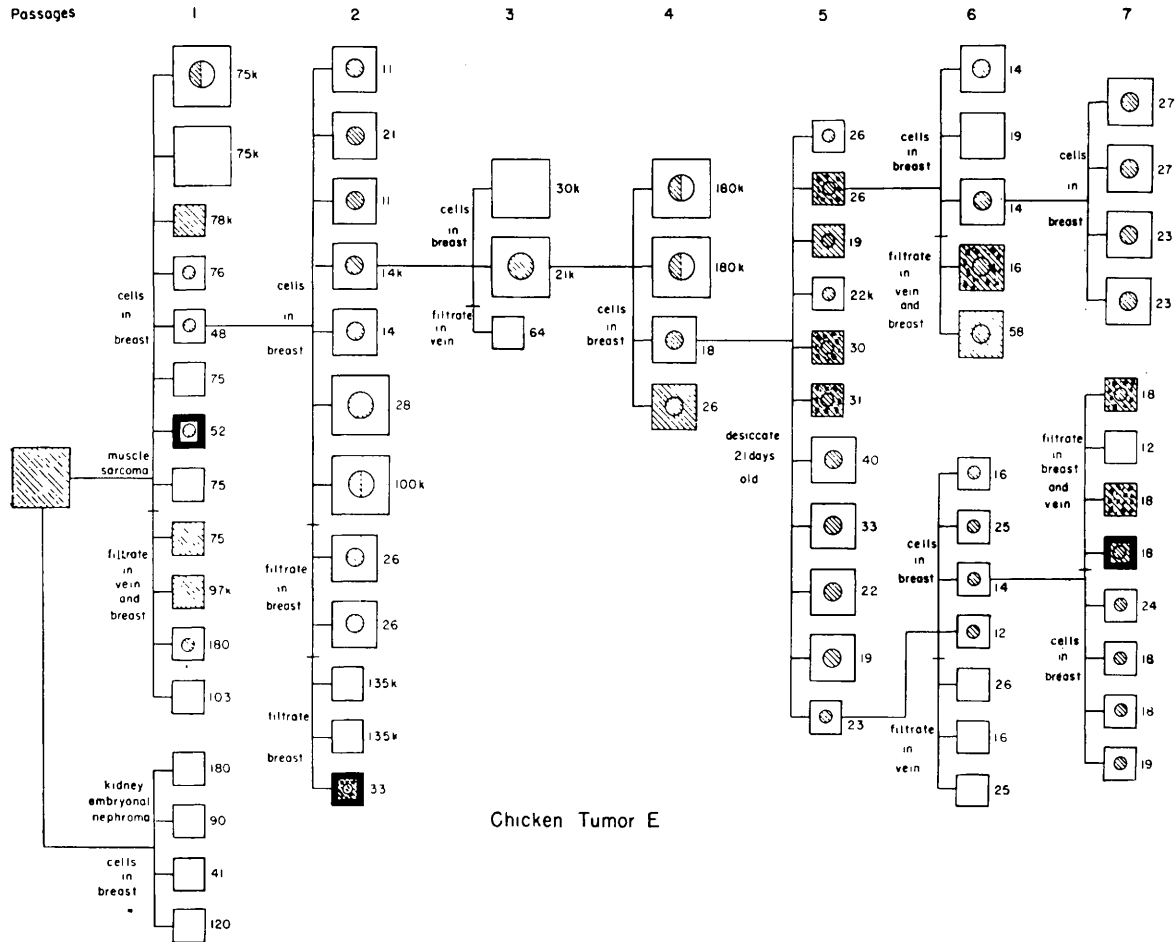 Passages 1 2 3 4 5 6 7
75k
75k
78k
76
48
75
52
75
75
97k
180
103
cells
in
breast
muscle
sarcoma
filtrate
in
vein
and
breast
180
90
41
120
kidney
embryonal
nephroma
cells
in
breast
11
21
11
14k
14
28
100k
26
26
135k
135k
33
cells
in
breast
filtrate
in
breast
filtrate
breast
30k
21k
64
cells
in
breast
filtrate
in
vein
180k
180k
18
26
cells
in
breast
26
26
19
22k
30
31
40
33
22
19
23
desiccate
21 days
old
14
19
14
16
58
cells
in
breast
filtrate
in
vein
and
breast
16
25
14
12
26
16
25
cells
in
breast
filtrate
in
vein
27
27
23
23
cells
in
breast
18
12
18
18
24
18
18
19
filtrate
in
breast
and
vein
cells
in
breast
Chicken Tumor E